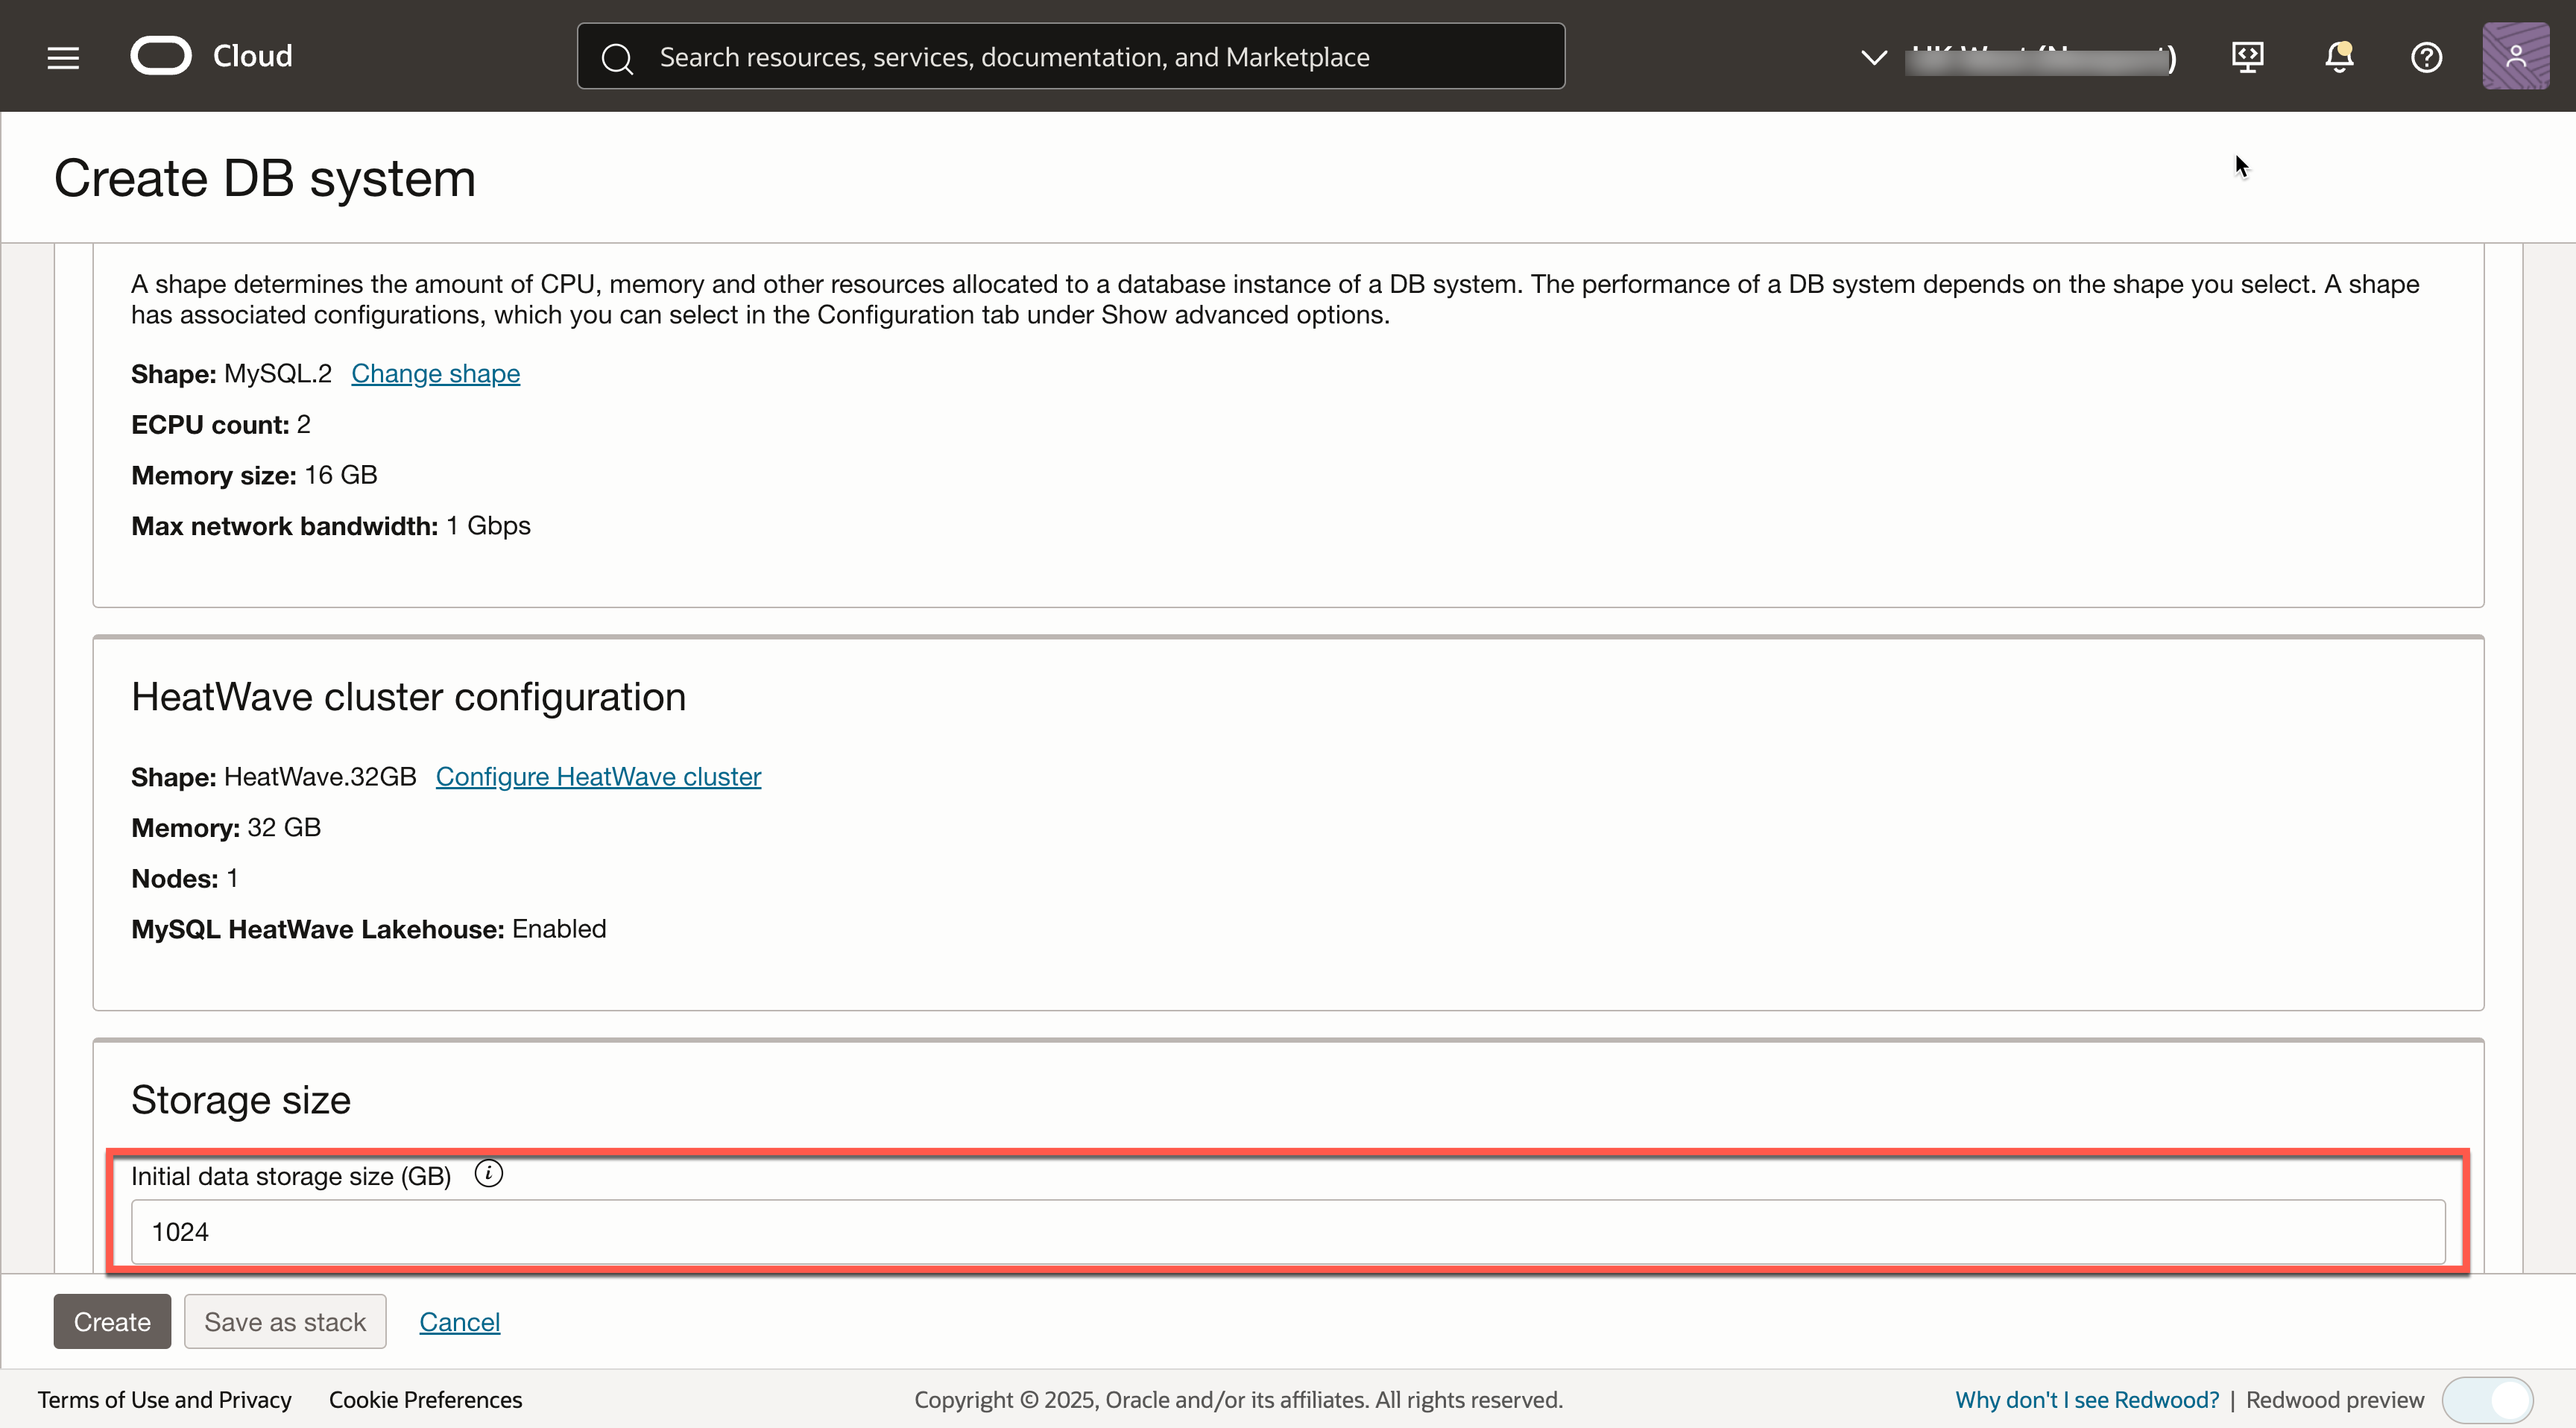 Cloud
Search resources, services, documentation, and Marketplace
Create DB system
A shape determines the amount of CPU, memory and other resources allocated to a database instance of a DB system. The performance of a DB system depends on the shape you select. A shape
has associated configurations, which you can select in the Configuration tab under Show advanced options.
Shape: MySQL.2 Change shape
ECPU count: 2
Memory size: 16 GB
Max network bandwidth: 1 Gbps
HeatWave cluster configuration
Shape: HeatWave.32GB Configure HeatWave cluster
Memory: 32 GB
Nodes: 1
MySQL HeatWave Lakehouse: Enabled
Storage size
Initial data storage size (GB)
1024
Create Save as stack Cancel
Terms of Use and Privacy Cookie Preferences Copyright © 2025, Oracle and/or its affiliates. All rights reserved. Why don't I see Redwood? | Redwood preview